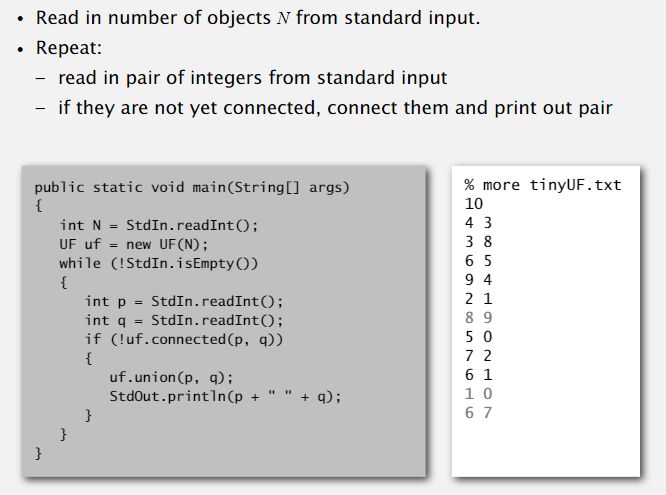 • Read in number of objects N from standard input.
• Repeat:
– read in pair of integers from standard input
– if they are not yet connected, connect them and print out pair
public static void main(String[] args)
{
   int N = StdIn.readInt();
   UF uf = new UF(N);
   while (!StdIn.isEmpty())
   {
      int p = StdIn.readInt();
      int q = StdIn.readInt();
      if (!uf.connected(p, q))
      {
         uf.union(p, q);
         StdOut.println(p + " " + q);
      }
   }
}
% more tinyUF.txt
10
4 3
3 8
6 5
9 4
2 1
8 9
5 0
7 2
6 1
1 0
6 7